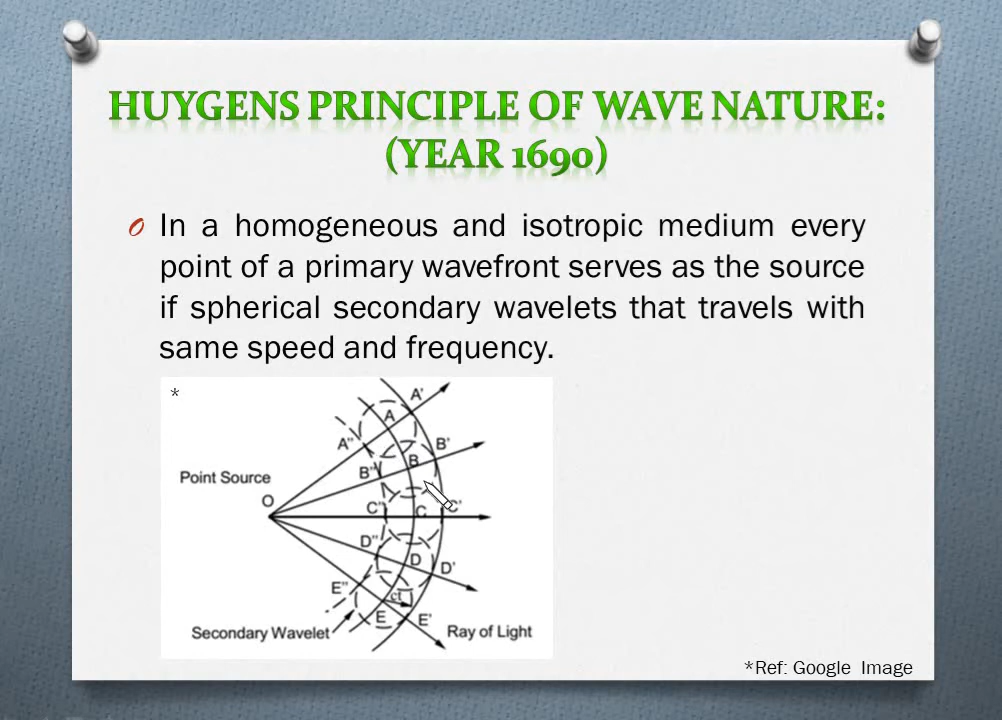 HUYGENS PRINCIPLE OF WAVE NATURE:
(YEAR 1690)
In a homogeneous and isotropic medium every
point of a primary wavefront serves as the source
if spherical secondary wavelets that travels with
same speed and frequency.
*
A'
A
A"
B'
B
B"
Point Source
O
C"
C
C'
D"
D
D'
E"
ct
E
E'
Secondary Wavelet
Ray of Light
*Ref: Google Image